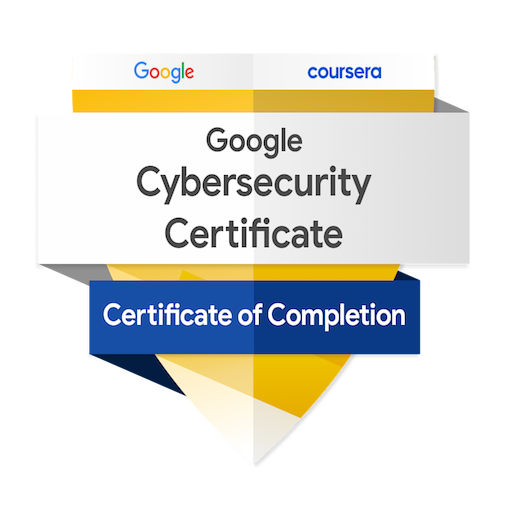 Google coursera
Google
Cybersecurity
Certificate
Certificate of Completion